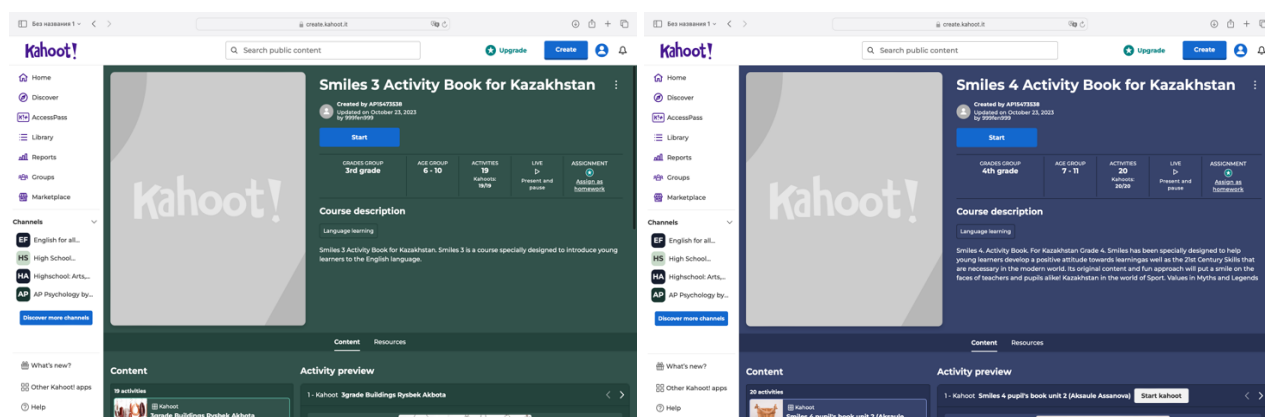 Без названия 1
create.kahoot.it
Kahoot!
Search public content
Upgrade
Create
Home
Discover
AccessPass
Library
Reports
Groups
Marketplace
Channels
EF English for all...
HS High School...
HA Highschool: Arts,...
AP AP Psychology by...
Discover more channels
What's new?
Other Kahoot! apps
Help
Kahoot!
Smiles 3 Activity Book for Kazakhstan
Created by AP15473538
Updated on October 23, 2023
by 999fen999
Start
GRADES GROUP
3rd grade
AGE GROUP
6 - 10
ACTIVITIES
19
Kahoots:
19/19
LIVE
Present and
pause
ASSIGNMENT
Assign as
homework
Course description
Language learning
Smiles 3 Activity Book for Kazakhstan. Smiles 3 is a course specially designed to introduce young
learners to the English language.
Content
Resources
Content
19 activities
Kahoot
3grade Buildings Rysbek Akbota
Activity preview
1 - Kahoot 3grade Buildings Rysbek Akbota
Без названия 1
create.kahoot.it
Kahoot!
Search public content
Upgrade
Create
Home
Discover
AccessPass
Library
Reports
Groups
Marketplace
Channels
EF English for all...
HS High School...
HA Highschool: Arts,...
AP AP Psychology by...
Discover more channels
What's new?
Other Kahoot! apps
Help
Kahoot!
Smiles 4 Activity Book for Kazakhstan
Created by AP15473538
Updated on October 23, 2023
by 999fen999
Start
GRADES GROUP
4th grade
AGE GROUP
7 - 11
ACTIVITIES
20
Kahoots:
20/20
LIVE
Present and
pause
ASSIGNMENT
Assign as
homework
Course description
Language learning
Smiles 4. Activity Book. For Kazakhstan Grade 4. Smiles has been specially designed to help
young learners develop a positive attitude towards learningas well as the 21st Century Skills that
are necessary in the modern world. Its original content and fun approach will put a smile on the
faces of teachers and pupils alike! Kazakhstan in the world of Sport. Values in Myths and Legends
Content
Resources
Content
20 activities
Kahoot
Smiles 4 pupil's book unit 2 (Aksaule
Activity preview
1 - Kahoot Smiles 4 pupil's book unit 2 (Aksaule Assanova)
Start kahoot